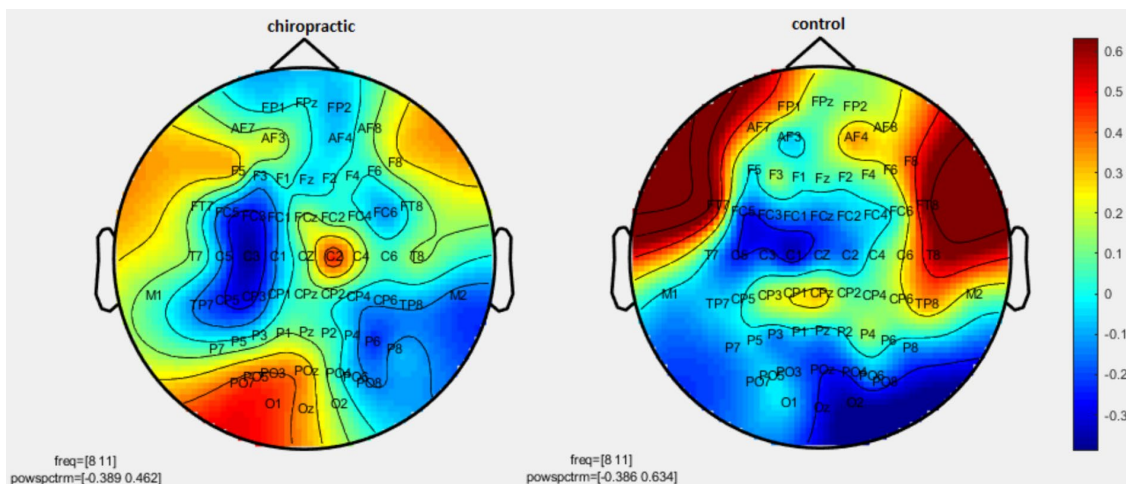 chiropractic
FP1 FPz FP2
AF7 AF3 AF4 AF8
F5 F3 F1 Fz F2 F4 F6 F8
FT7 FC5 FC3 FC1 FCz FC2 FC4 FC6 FT8
T7 C5 C3 C1 CZ C2 C4 C6 T8
M1 TP7 CP5 CP3 CP1 CPz CP2 CP4 CP6 TP8 M2
P7 P5 P3 P1 Pz P2 P4 P6 P8
PO7 PO5 PO3 POz PO4 PO6 PO8
O1 Oz O2
freq=[8 11]
powspctrm=[-0.389 0.462]
control
FP1 FPz FP2
AF7 AF3 AF4 AF8
F5 F3 F1 Fz F2 F4 F6 F8
FT7 FC5 FC3 FC1 FCz FC2 FC4 FC6 FT8
T7 C5 C3 C1 CZ C2 C4 C6 T8
M1 TP7 CP5 CP3 CP1 CPz CP2 CP4 CP6 TP8 M2
P7 P5 P3 P1 Pz P2 P4 P6 P8
PO7 PO5 PO3 POz PO4 PO6 PO8
O1 Oz O2
freq=[8 11]
powspctrm=[-0.386 0.634]
0.6
0.5
0.4
0.3
0.2
0.1
0
-0.1
-0.2
-0.3